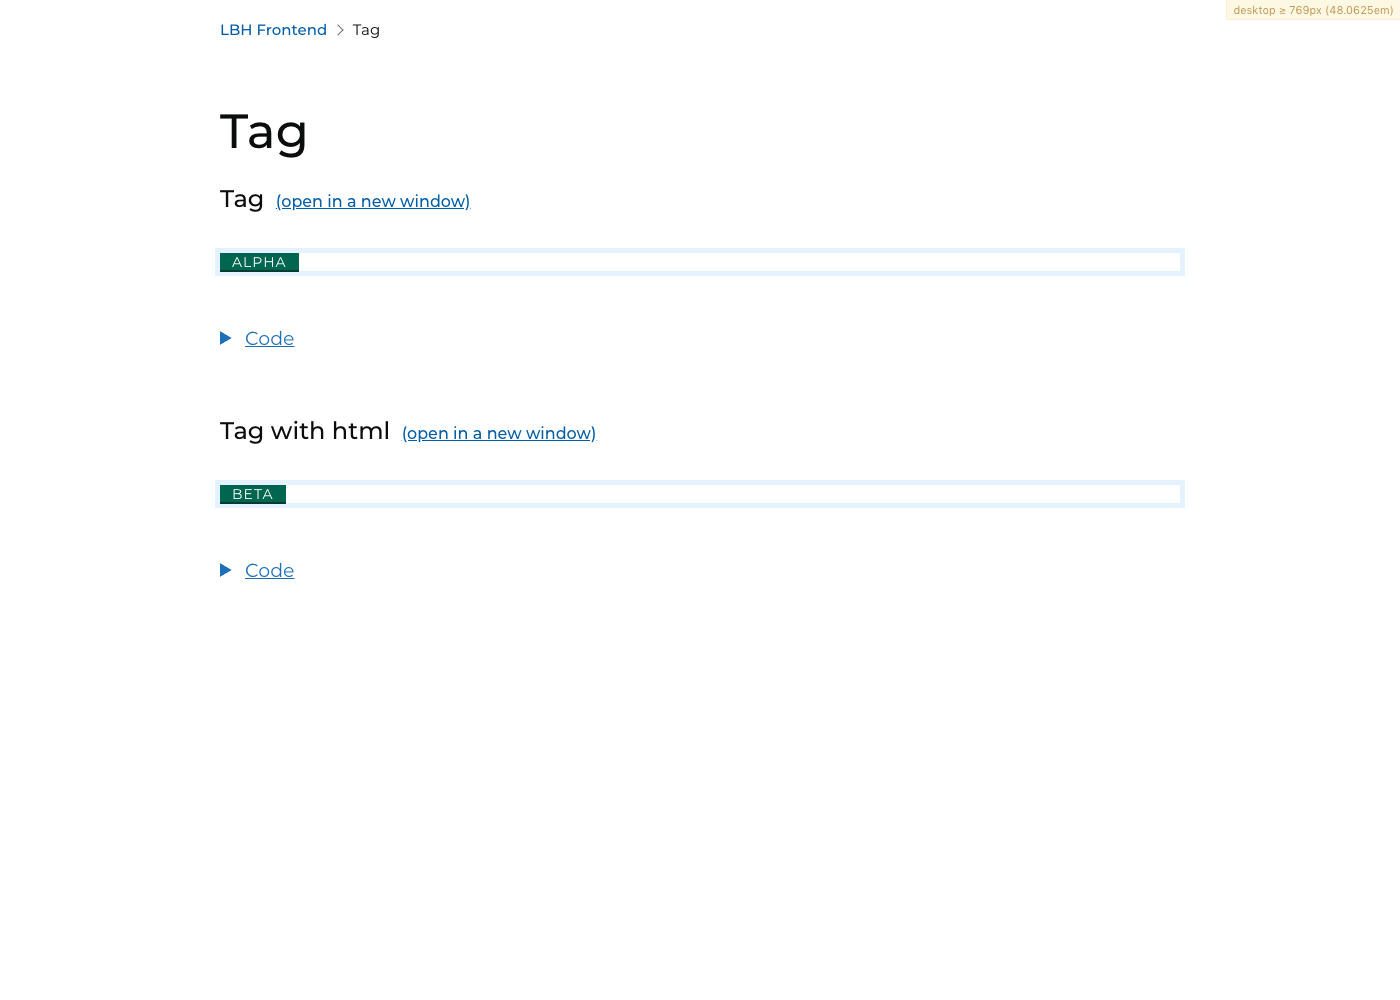 desktop ≥ 769px (48.0625em)
LBH Frontend > Tag
Tag
Tag (open in a new window)
ALPHA
Code
Tag with html (open in a new window)
BETA
Code